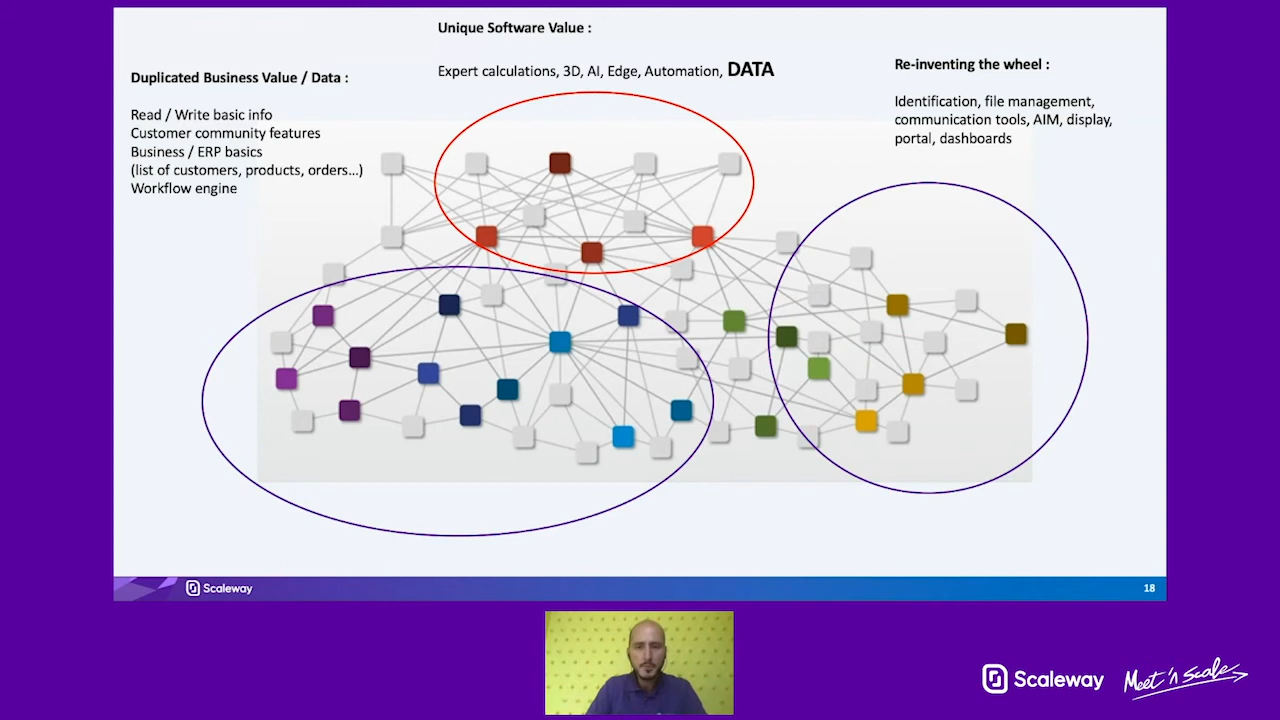 Unique Software Value :
Expert calculations, 3D, AI, Edge, Automation, DATA
Duplicated Business Value / Data :
Read / Write basic info
Customer community features
Business / ERP basics
(list of customers, products, orders...)
Workflow engine
Re-inventing the wheel :
Identification, file management,
communication tools, AIM, display,
portal, dashboards
Scaleway
18
Scaleway
Meet 'n Scale